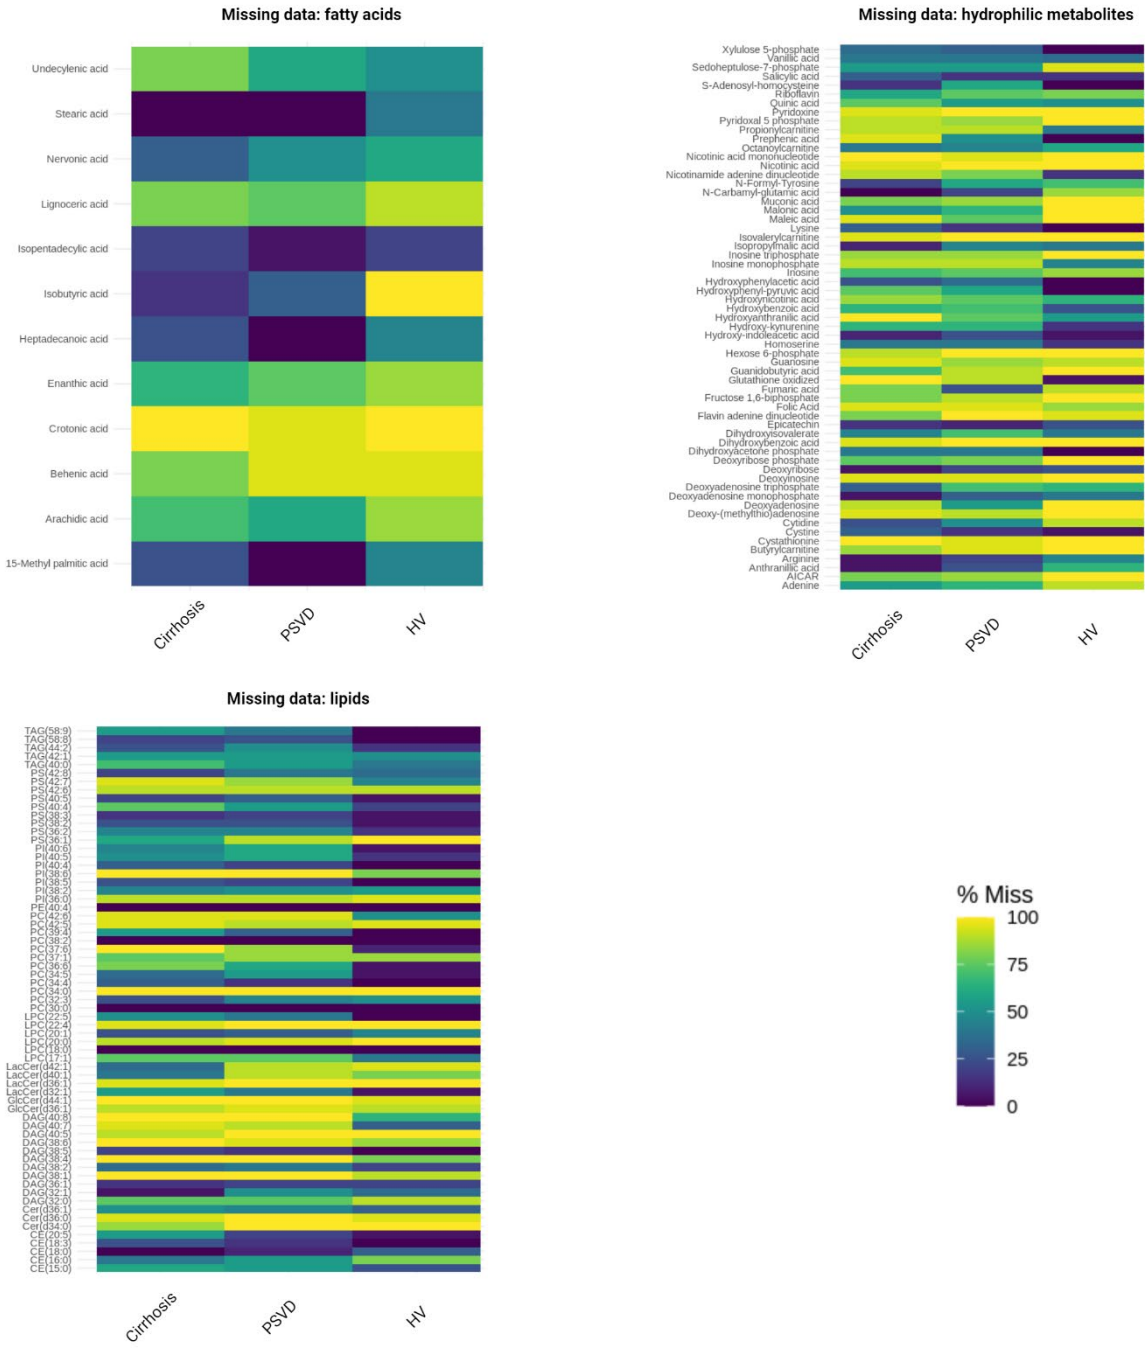 Missing data: fatty acids
Undecylenic acid
Stearic acid
Nervonic acid
Lignoceric acid
Isopentadecylic acid
Isobutyric acid
Heptadecanoic acid
Enanthic acid
Crotonic acid
Behenic acid
Arachidic acid
15-Methyl palmitic acid
Cirrhosis
PSVD
HV
Missing data: hydrophilic metabolites
Xylulose 5-phosphate
Vanillic acid
Sedoheptulose-7-phosphate
Salicylic acid
S-Adenosyl-homocysteine
Riboflavin
Quinic acid
Pyridoxine
Pyridoxal 5 phosphate
Propionylcarnitine
Prephenic acid
Octanoylcarnitine
Nicotinic acid mononucleotide
Nicotinic acid
Nicotinamide adenine dinucleotide
N-Formyl-Tyrosine
N-Carbamyl-glutamic acid
Muconic acid
Malonic acid
Maleic acid
Lysine
Isovalerylcarnitine
Isopropylmalic acid
Inosine triphosphate
Inosine monophosphate
Inosine
Hydroxyphenylacetic acid
Hydroxyphenyl-pyruvic acid
Hydroxynicotinic acid
Hydroxybenzoic acid
Hydroxyanthranilic acid
Hydroxy-kynurenine
Hydroxy-indoleacetic acid
Homoserine
Hexose 6-phosphate
Guanosine
Guanidobutyric acid
Glutathione oxidized
Fumaric acid
Fructose 1,6-biphosphate
Folic Acid
Flavin adenine dinucleotide
Epicatechin
Dihydroxyisovalerate
Dihydroxybenzoic acid
Dihydroxyacetone phosphate
Deoxyribose phosphate
Deoxyribose
Deoxyinosine
Deoxyadenosine triphosphate
Deoxyadenosine monophosphate
Deoxyadenosine
Deoxy-(methylthio)adenosine
Cytidine
Cystine
Cystathionine
Butyrylcarnitine
Arginine
Anthranillic acid
AICAR
Adenine
Cirrhosis
PSVD
HV
Missing data: lipids
TAG(58:9)
TAG(58:8)
TAG(44:2)
TAG(42:1)
TAG(40:0)
PS(42:8)
PS(42:7)
PS(42:6)
PS(40:5)
PS(40:4)
PS(38:3)
PS(38:2)
PS(36:2)
PS(36:1)
PI(40:6)
PI(40:5)
PI(40:4)
PI(38:6)
PI(38:5)
PI(38:2)
PI(36:0)
PE(40:4)
PC(42:6)
PC(42:5)
PC(39:4)
PC(38:2)
PC(37:6)
PC(37:1)
PC(36:6)
PC(34:5)
PC(34:4)
PC(34:0)
PC(32:3)
PC(30:0)
LPC(22:5)
LPC(22:4)
LPC(20:1)
LPC(20:0)
LPC(18:0)
LPC(17:1)
LacCer(d42:1)
LacCer(d40:1)
LacCer(d36:1)
LacCer(d32:1)
GlcCer(d44:1)
GlcCer(d36:1)
DAG(40:8)
DAG(40:7)
DAG(40:5)
DAG(38:6)
DAG(38:5)
DAG(38:4)
DAG(38:2)
DAG(38:1)
DAG(36:1)
DAG(32:1)
DAG(32:0)
Cer(d36:1)
Cer(d36:0)
Cer(d34:0)
CE(20:5)
CE(18:3)
CE(18:0)
CE(16:0)
CE(15:0)
Cirrhosis
PSVD
HV
% Miss
100
75
50
25
0